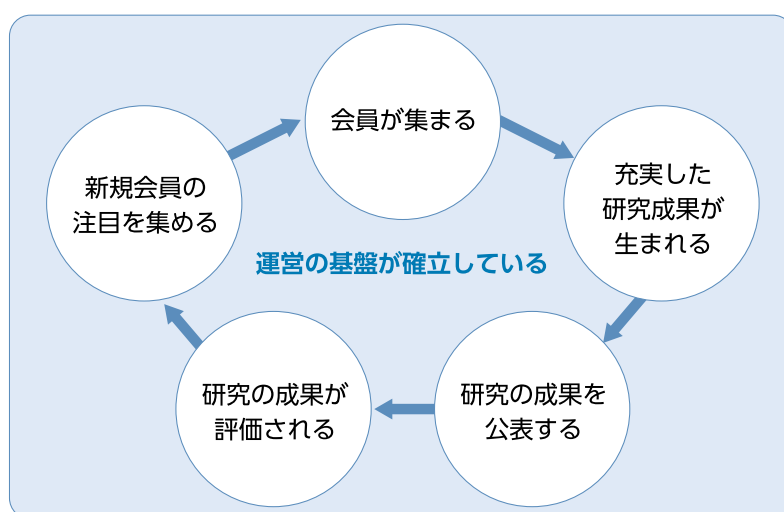 会員が集まる
充実した
研究成果が
生まれる
研究の成果を
公表する
研究の成果が
評価される
新規会員の
注目を集める
運営の基盤が確立している